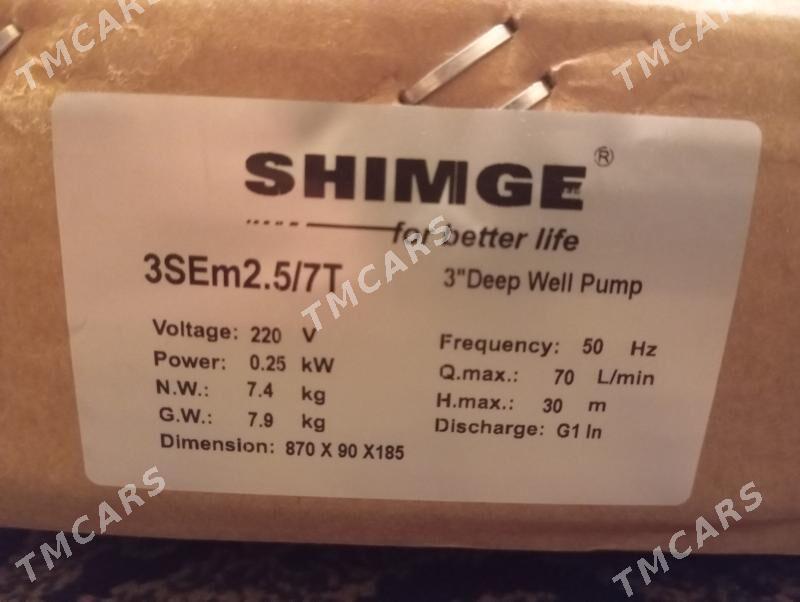 TMCARS
TMCARS
SHIMGE®
for better life
3SEm2.5/7T
3"Deep Well Pump
TMCARS
Voltage: 220 V
Power: 0.25 kW
N.W.: 7.4 kg
G.W.: 7.9 kg
Dimension: 870 X 90 X185
Frequency: 50 Hz
Q.max.: 70 L/min
H.max.: 30 m
Discharge: G1 In
TMCARS
TMCARS